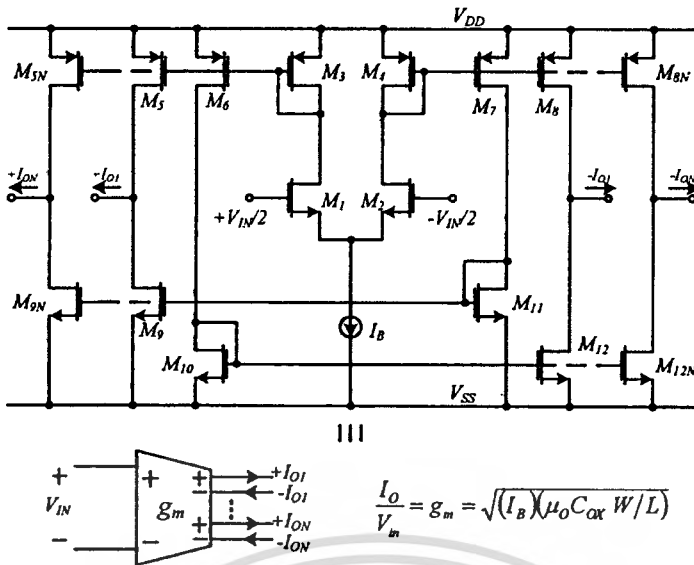 V_DD
M_5N M_5 M_6 M_3 M_4 M_7 M_8 M_8N
+I_ON -I_O1 -I_O1 -I_ON
+V_IN/2 M_1 M_2 -V_IN/2
M_9N M_9 I_B M_11
M_10 M_12 M_12N
V_SS
+ V_IN −
+ g_m −
+ − + −
+I_O1
-I_O1
+I_ON
-I_ON
I_O / V_in = g_m = √((I_B)(μ_O C_OX W/L))